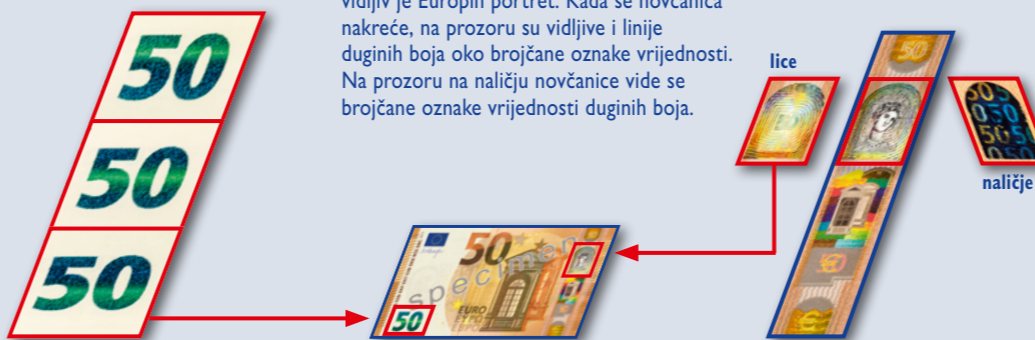 vidljiv je Europin portret. Kada se novčanica
nakreće, na prozoru su vidljive i linije
duginih boja oko brojčane oznake vrijednosti.
Na prozoru na naličju novčanice vide se
brojčane oznake vrijednosti duginih boja.
lice
naličje
50
50
50
50
specimen
EURO
ΕΥΡΩ
50
50